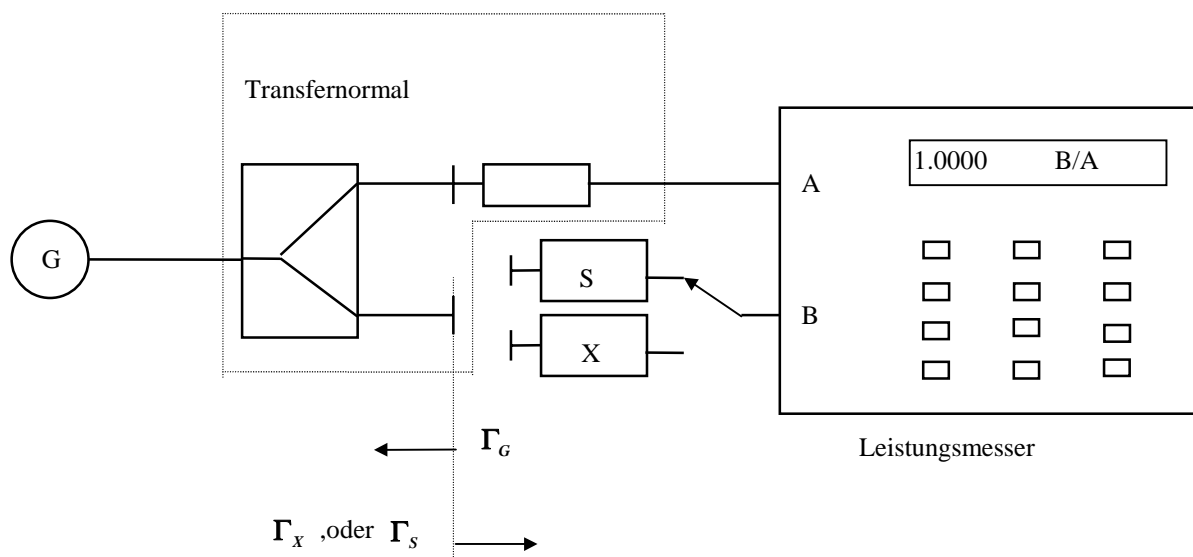 Transfernormal
1.0000 B/A
A
G
S
B
X
Γ_G
Leistungsmesser
Γ_X ,oder Γ_S